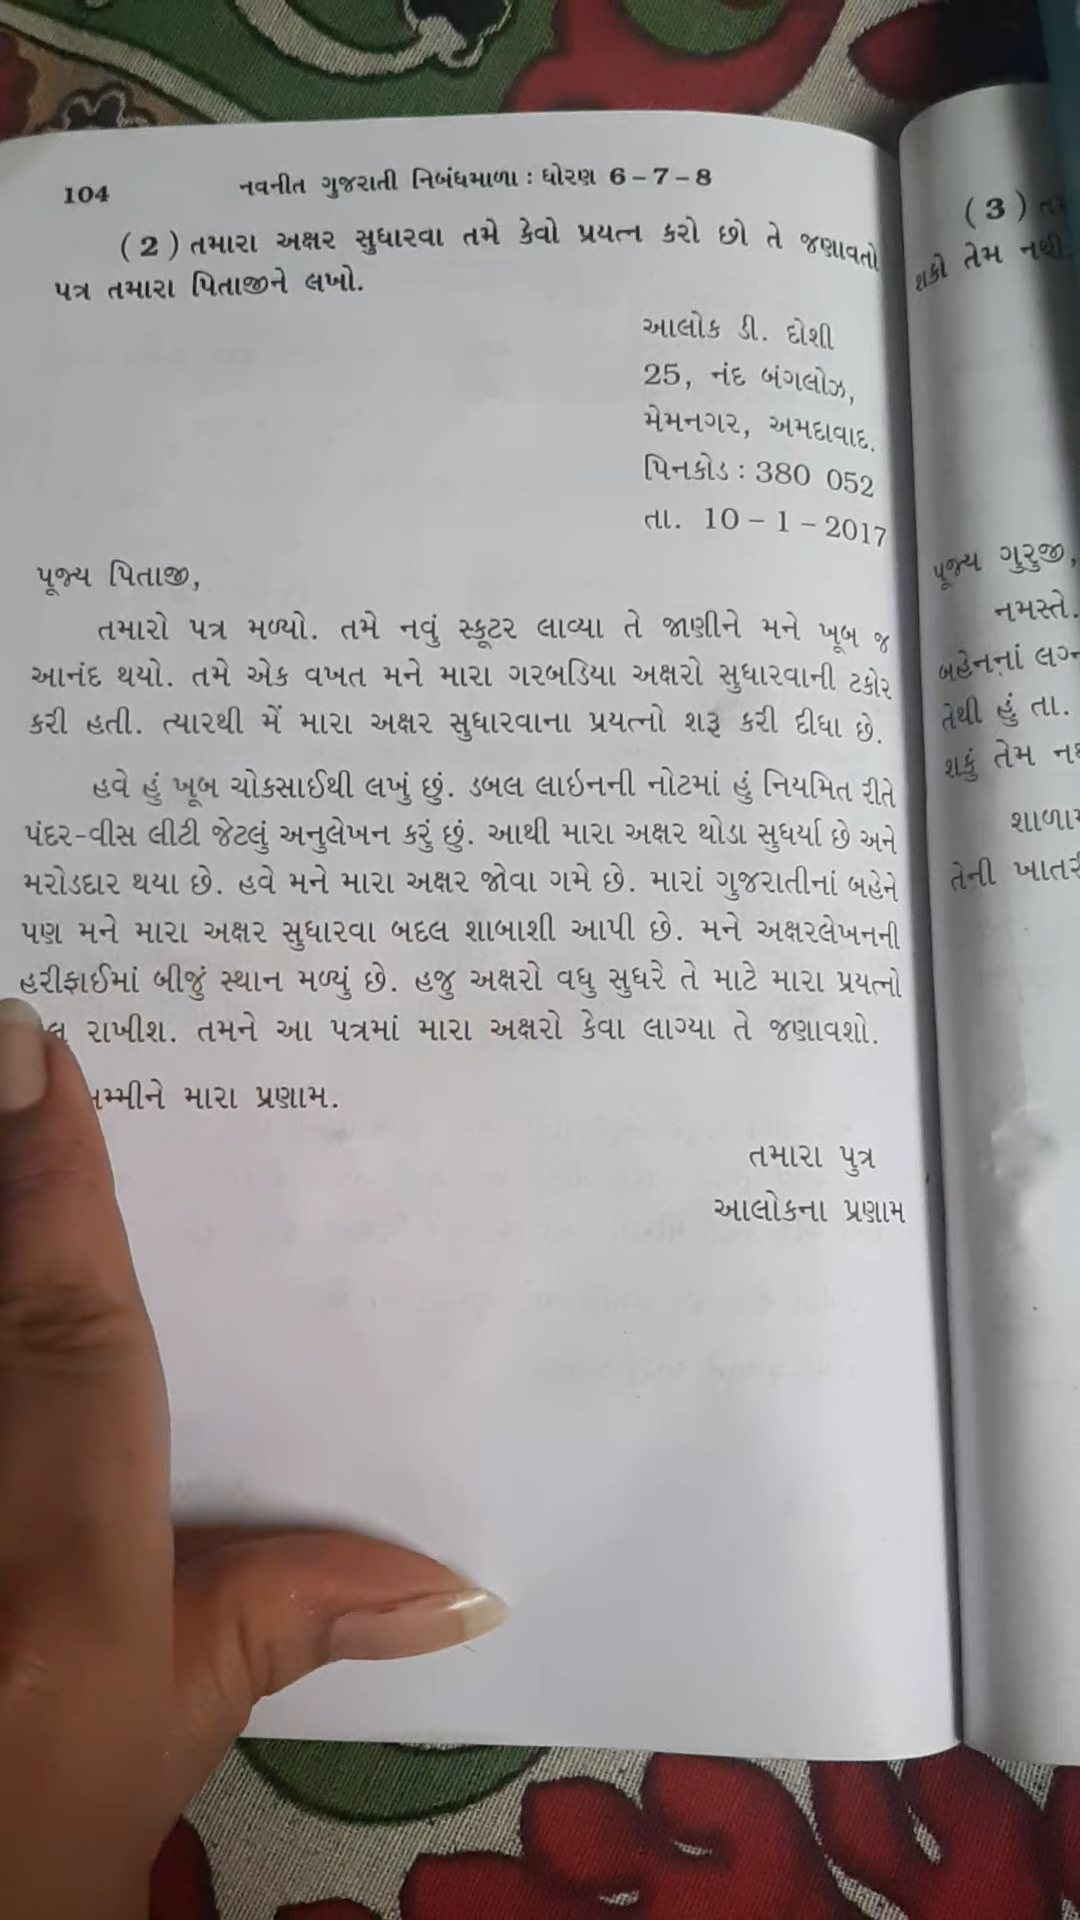 104
નવનીત ગુજરાતી નિબંધમાળા : ધોરણ 6 – 7 – 8
( 2 ) તમારા અક્ષર સુધારવા તમે કેવો પ્રયત્ન કરો છો તે જણાવતો
પત્ર તમારા પિતાજીને લખો.
આલોક ડી. દોશી
25, નંદ બંગલોઝ,
મેમનગર, અમદાવાદ.
પિનકોડ : 380 052
તા. 10 – 1 – 2017
પૂજ્ય પિતાજી,
તમારો પત્ર મળ્યો. તમે નવું સ્કૂટર લાવ્યા તે જાણીને મને ખૂબ જ
આનંદ થયો. તમે એક વખત મને મારા ગરબડિયા અક્ષરો સુધારવાની ટકોર
કરી હતી. ત્યારથી મેં મારા અક્ષર સુધારવાના પ્રયત્નો શરૂ કરી દીધા છે.
હવે હું ખૂબ ચોકસાઈથી લખું છું. ડબલ લાઇનની નોટમાં હું નિયમિત રીતે
પંદર-વીસ લીટી જેટલું અનુલેખન કરું છું. આથી મારા અક્ષર થોડા સુધર્યા છે અને
મરોડદાર થયા છે. હવે મને મારા અક્ષર જોવા ગમે છે. મારાં ગુજરાતીનાં બહેને
પણ મને મારા અક્ષર સુધારવા બદલ શાબાશી આપી છે. મને અક્ષરલેખનની
હરીફાઈમાં બીજું સ્થાન મળ્યું છે. હજુ અક્ષરો વધુ સુધરે તે માટે મારા પ્રયત્નો
રાખીશ. તમને આ પત્રમાં મારા અક્ષરો કેવા લાગ્યા તે જણાવશો.
મારા પ્રણામ.
તમારા પુત્ર
આલોકના પ્રણામ
( 3 )
શકો તેમ નથી.
પૂજ્ય ગુરુજી,
નમસ્તે.
બહેનનાં
તેથી હું તા.
શકું તેમ
તેની